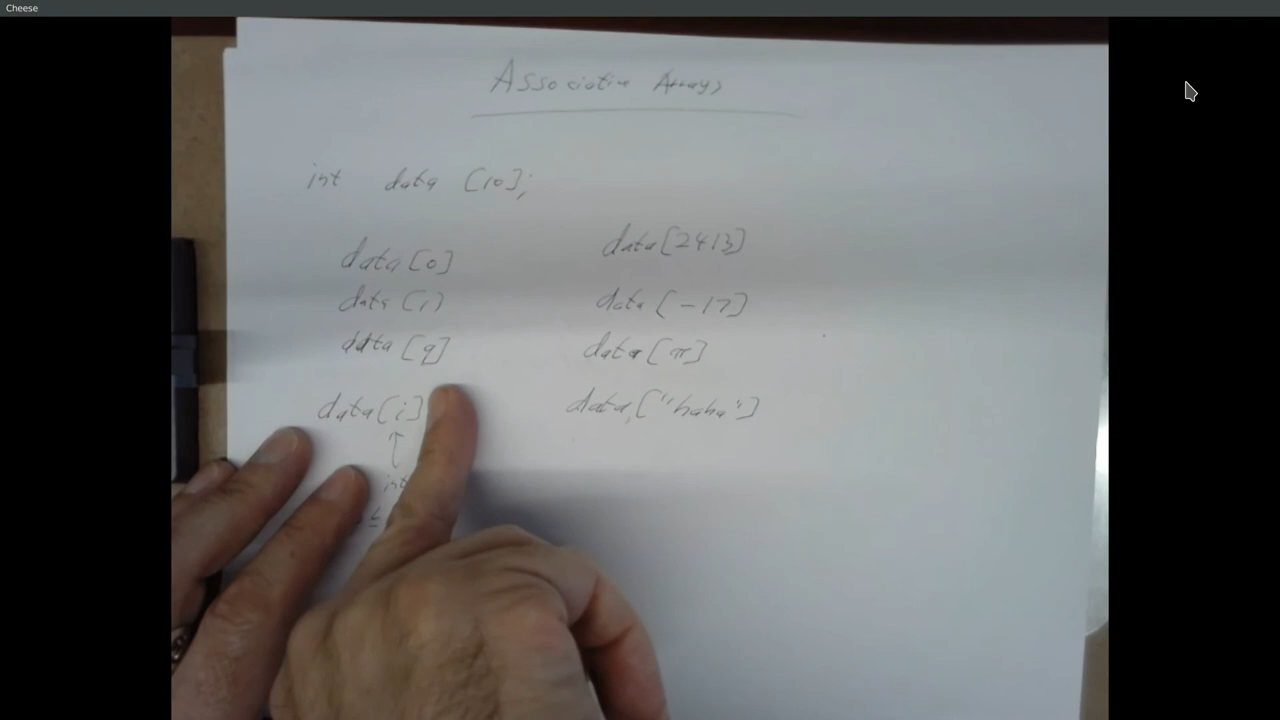 Cheese
Associative Arrays
int data [10];
data [0]
data [1]
data [9]
data [i]
int
≤
data [2413]
data [-17]
data [π]
data ["haha"]